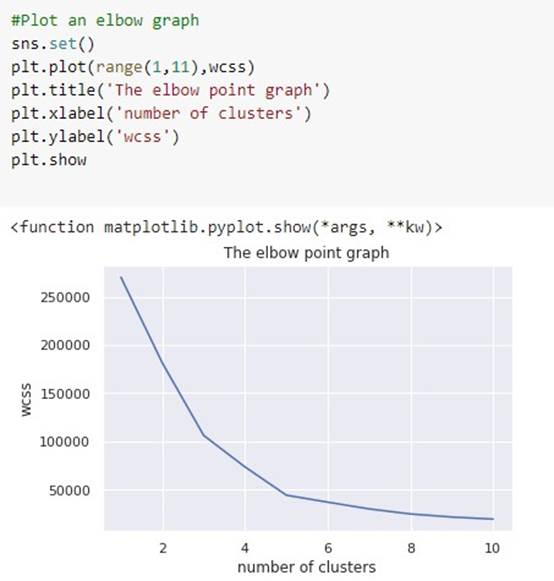 #Plot an elbow graph
sns.set()
plt.plot(range(1,11),wcss)
plt.title('The elbow point graph')
plt.xlabel('number of clusters')
plt.ylabel('wcss')
plt.show
<function matplotlib.pyplot.show(*args, **kw)>
The elbow point graph
250000
200000
150000
100000
50000
wcss
2 4 6 8 10
number of clusters